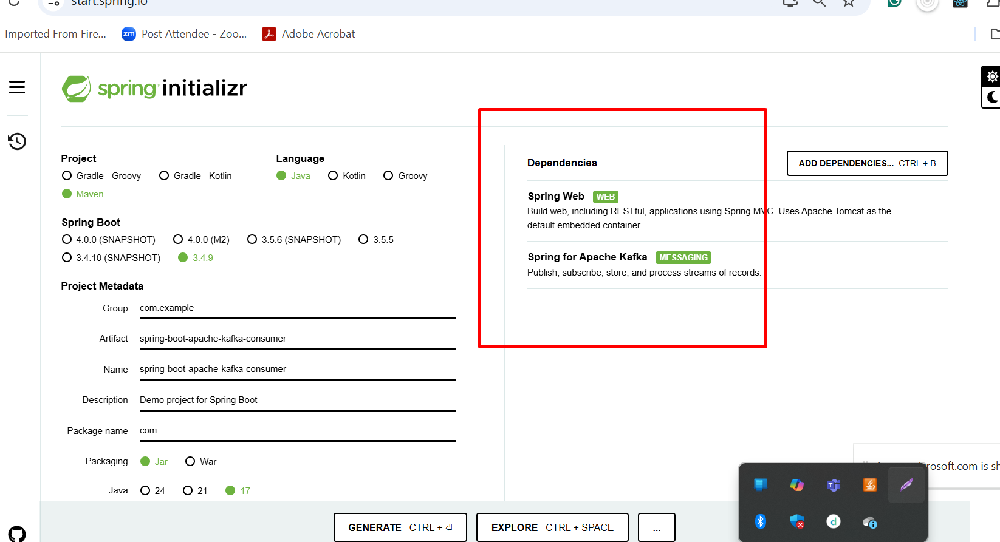 start.spring.io
Imported From Fire...
zm
Post Attendee - Zoo...
Adobe Acrobat
spring initializr
Project
Gradle - Groovy
Gradle - Kotlin
Maven
Language
Java
Kotlin
Groovy
Spring Boot
4.0.0 (SNAPSHOT)
4.0.0 (M2)
3.5.6 (SNAPSHOT)
3.5.5
3.4.10 (SNAPSHOT)
3.4.9
Project Metadata
Group com.example
Artifact spring-boot-apache-kafka-consumer
Name spring-boot-apache-kafka-consumer
Description Demo project for Spring Boot
Package name com
Packaging Jar War
Java 24 21 17
Dependencies
ADD DEPENDENCIES... CTRL + B
Spring Web WEB
Build web, including RESTful, applications using Spring MVC. Uses Apache Tomcat as the
default embedded container.
Spring for Apache Kafka MESSAGING
Publish, subscribe, store, and process streams of records.
GENERATE CTRL + ⏎
EXPLORE CTRL + SPACE
...
rosoft.com is sh